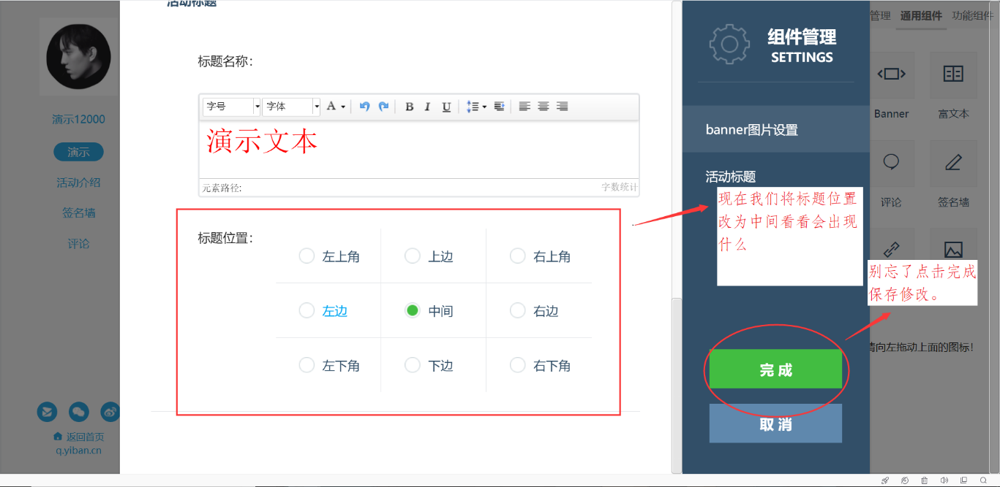 活动标题
演示12000
演示
活动介绍
签名墙
评论
返回首页
q.yiban.cn
标题名称:
字号
字体
A
B I U
演示文本
元素路径:
字数统计
标题位置:
左上角 上边 右上角
左边 中间 右边
左下角 下边 右下角
组件管理
SETTINGS
banner图片设置
活动标题
现在我们将标题位置
改为中间看看会出现
什么
别忘了点击完成
保存修改。
完 成
取 消
管理 通用组件 功能组件
Banner 富文本
评论 签名墙
请向左拖动上面的图标!